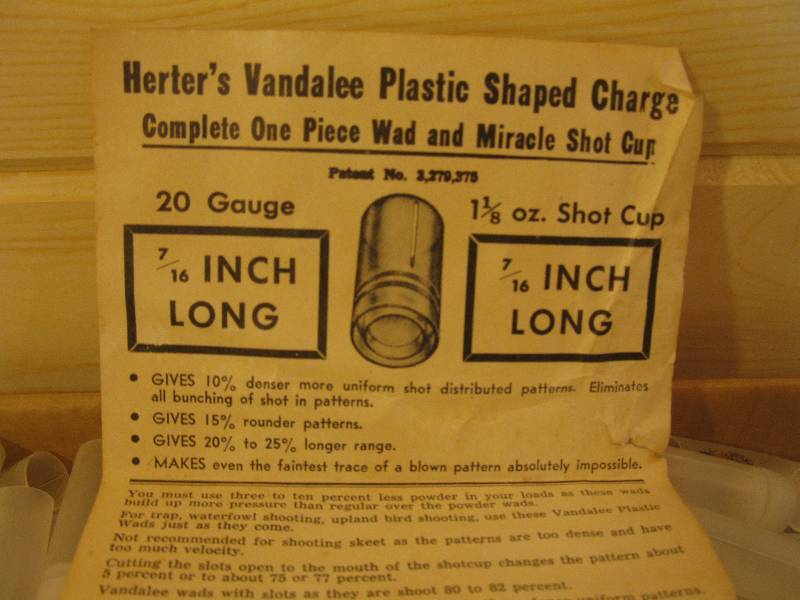 Herter's Vandalee Plastic Shaped Charge
Complete One Piece Wad and Miracle Shot Cup
Patent No. 3,279,375
20 Gauge
1 1/8 oz. Shot Cup
7/16 INCH
LONG
7/16 INCH
LONG
• GIVES 10% denser more uniform shot distributed patterns. Eliminates
all bunching of shot in patterns.
• GIVES 15% rounder patterns.
• GIVES 20% to 25% longer range.
• MAKES even the faintest trace of a blown pattern absolutely impossible.
You must use three to ten percent less powder in your loads as these wads
build up more pressure than regular over the powder wads.
For trap, waterfowl shooting, upland bird shooting, use these Vandalee Plastic
Wads just as they come.
Not recommended for shooting skeet as the patterns are too dense and have
too much velocity.
Cutting the slots open to the mouth of the shotcup changes the pattern about
5 percent or to about 75 or 77 percent.
Vandalee wads with slots as they are shoot 80 to 82 percent.
uniform patterns.